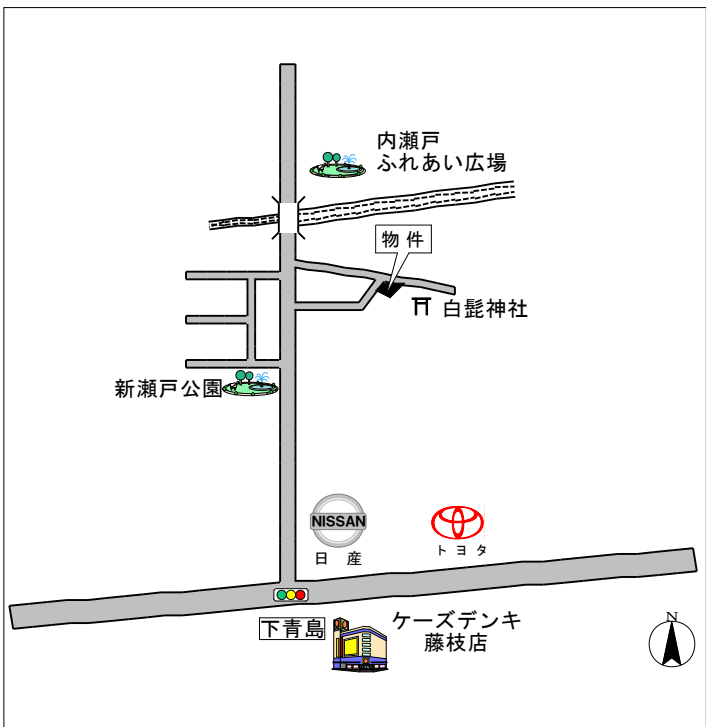 内瀬戸
ふれあい広場
物件
白髭神社
新瀬戸公園
NISSAN
日産
トヨタ
下青島
ケーズデンキ
藤枝店
N